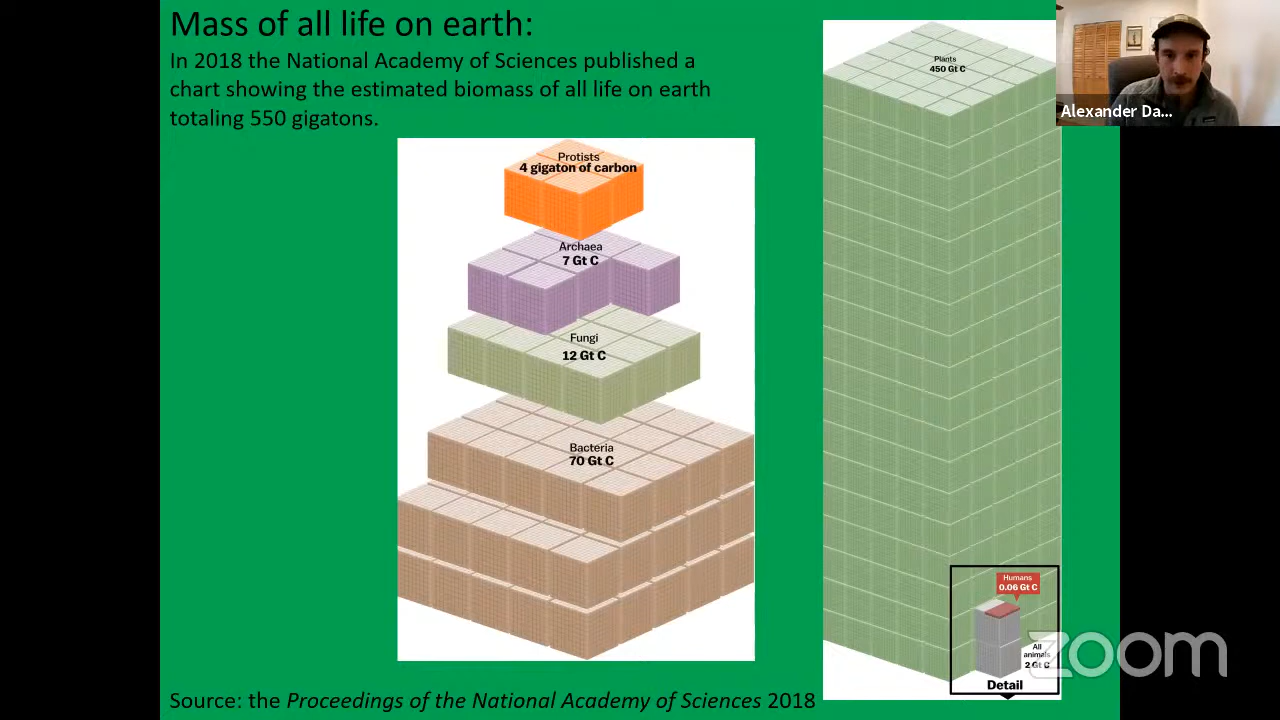 Mass of all life on earth:
In 2018 the National Academy of Sciences published a
chart showing the estimated biomass of all life on earth
totaling 550 gigatons.
Protists
4 gigaton of carbon
Archaea
7 Gt C
Fungi
12 Gt C
Bacteria
70 Gt C
Plants
450 Gt C
Humans
0.06 Gt C
All
animals
2 Gt C
Detail
Source: the Proceedings of the National Academy of Sciences 2018
Alexander Da...
zoom